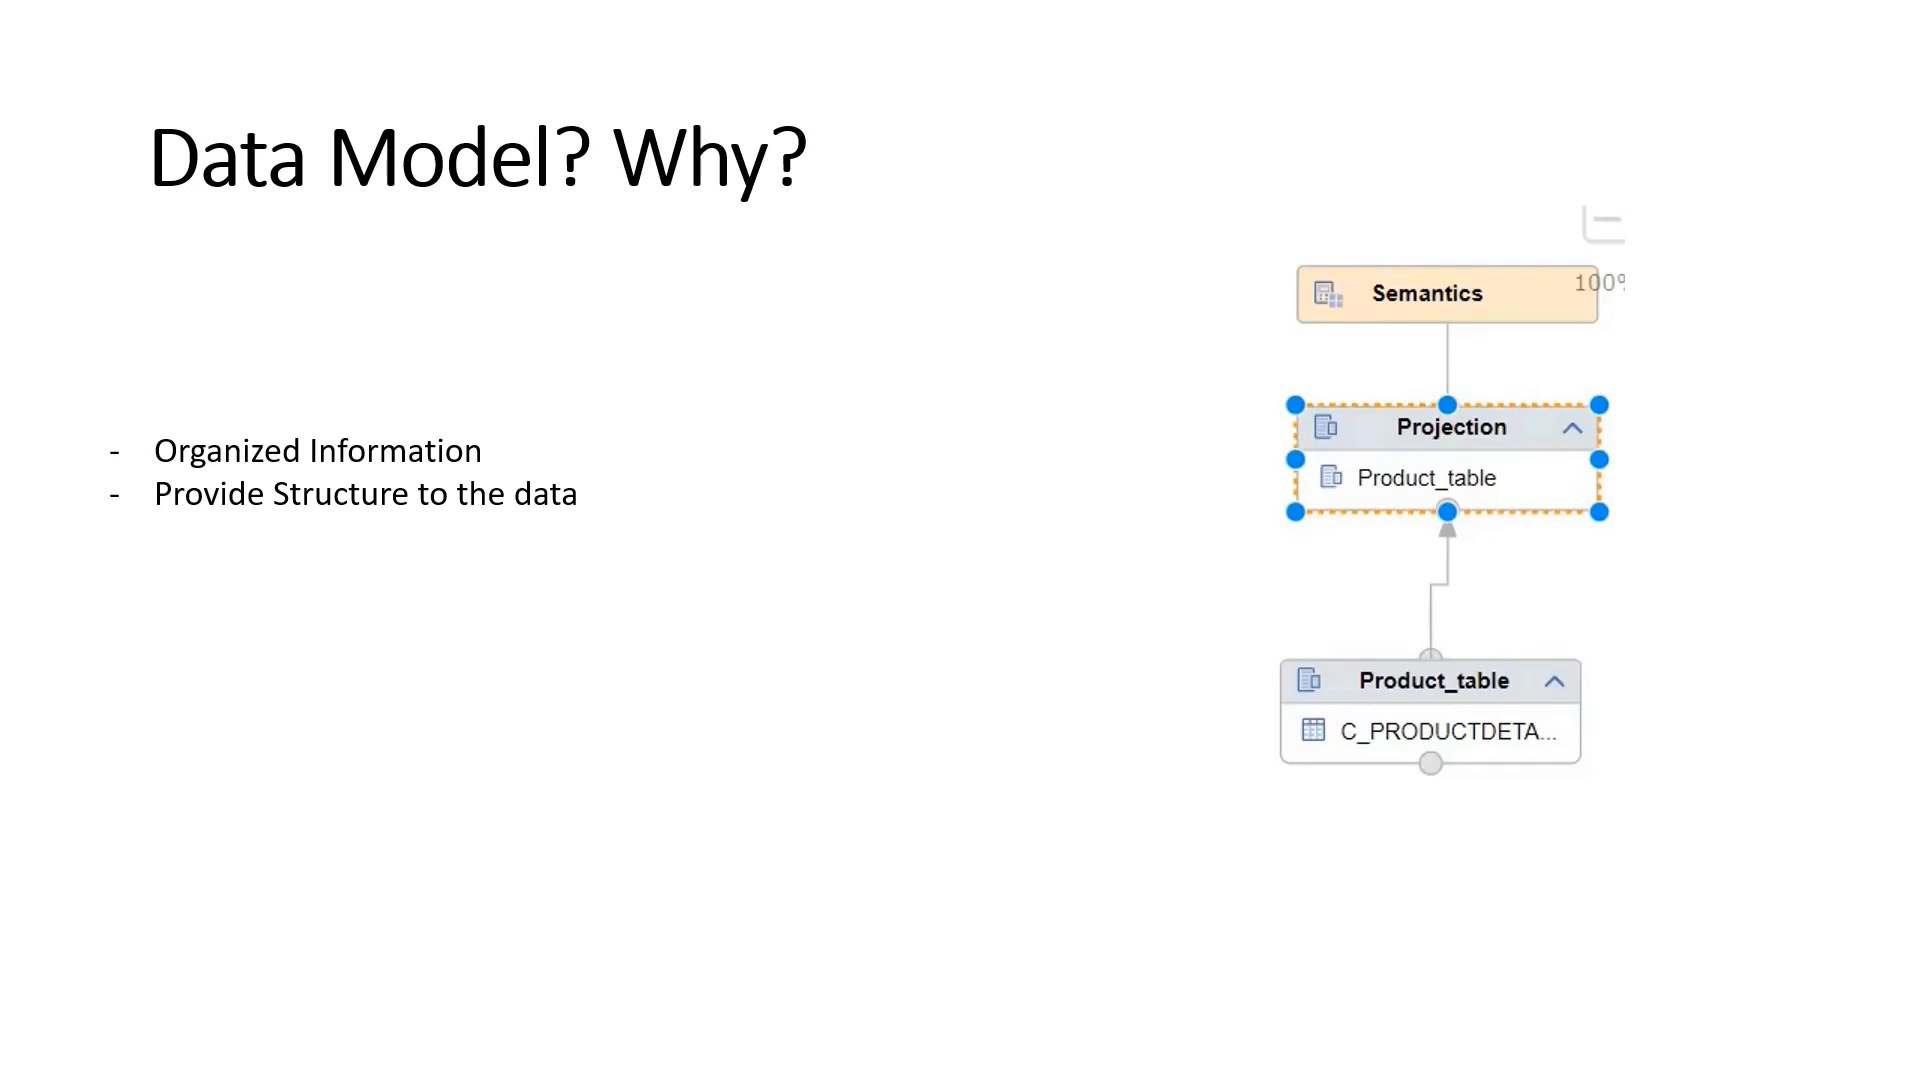 Data Model? Why?
- Organized Information
- Provide Structure to the data
Semantics
100%
Projection
Product_table
Product_table
C_PRODUCTDETA...